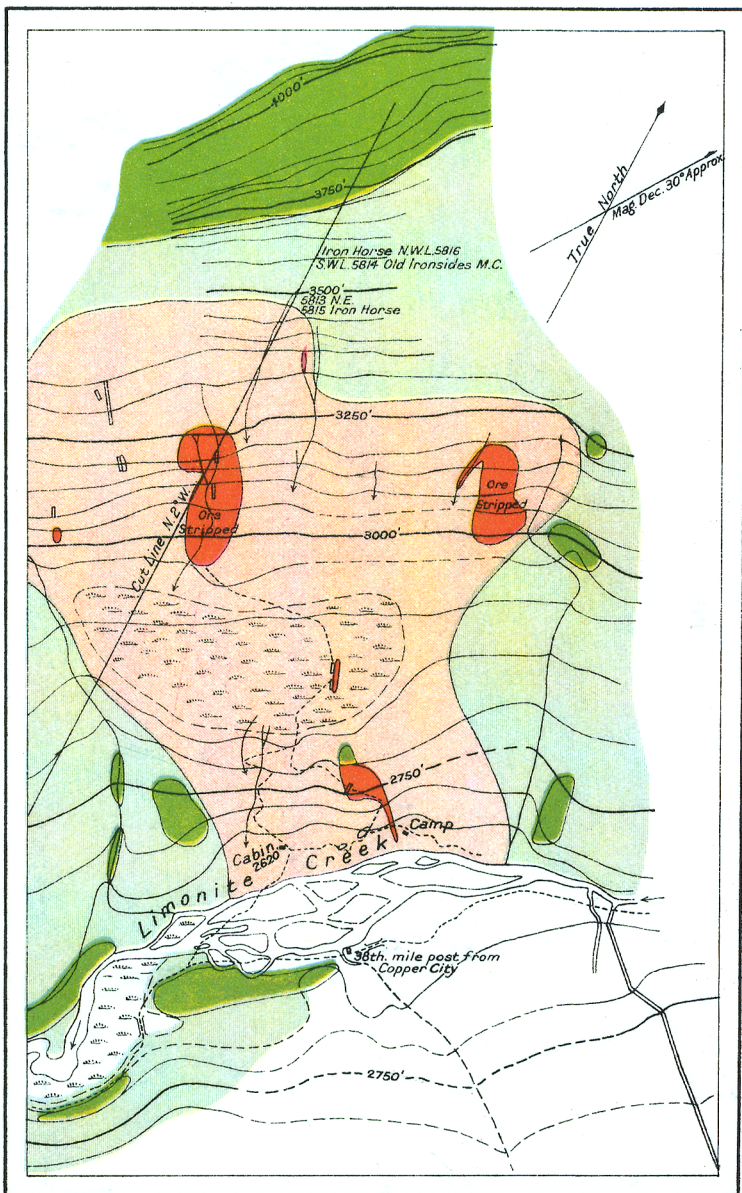 4000'
3750'
True North
Mag. Dec. 30° Approx.
Iron Horse N.W.L. 5816
S.W.L. 5814 Old Ironsides M.C.
3500'
5813 N.E.
5815 Iron Horse
3250'
Ore
Stripped
Ore
Stripped
3000'
Cut Line N.2°W.
2750'
Camp
Cabin
2620
Limonite Creek
38th. mile post from
Copper City
2750'